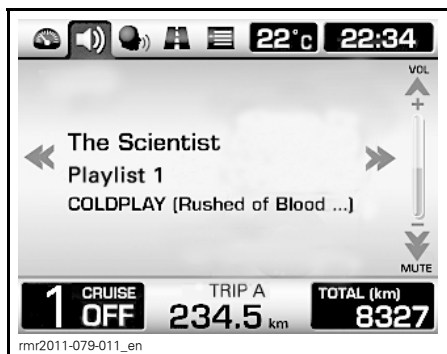 22°c 22:34
VOL
+
The Scientist
Playlist 1
COLDPLAY (Rushed of Blood ...)
−
MUTE
1 CRUISE OFF
TRIP A
234.5 km
TOTAL (km)
8327
rmr2011-079-011_en